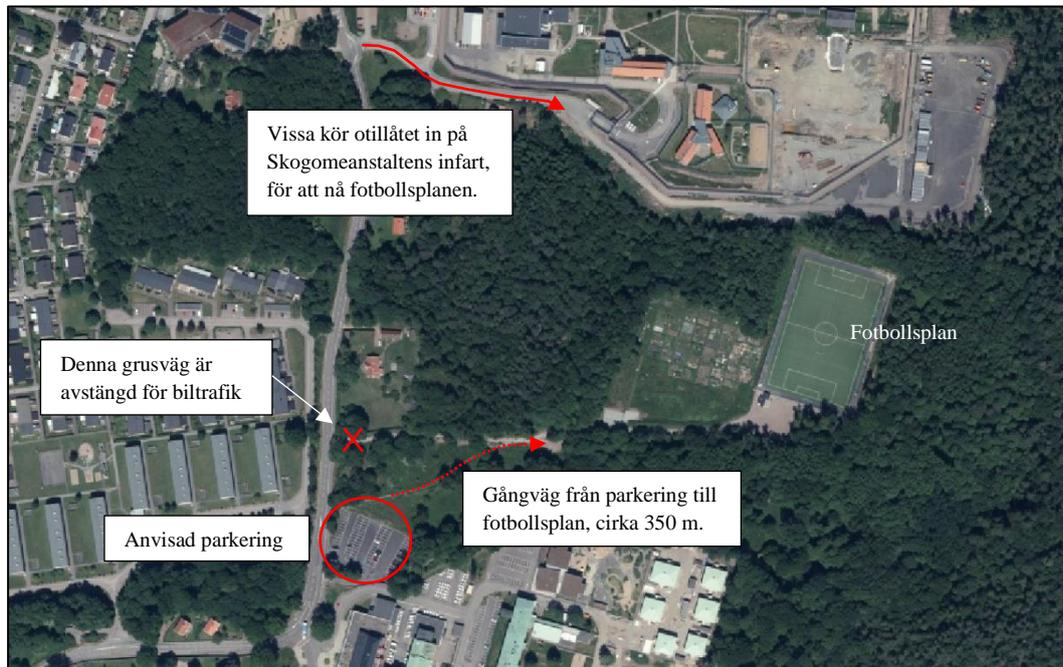 Vissa kör otillåtet in på
Skogomeanstaltens infart,
för att nå fotbollsplanen.
Fotbollsplan
Denna grusväg är
avstängd för biltrafik
Gångväg från parkering till
fotbollsplan, cirka 350 m.
Anvisad parkering